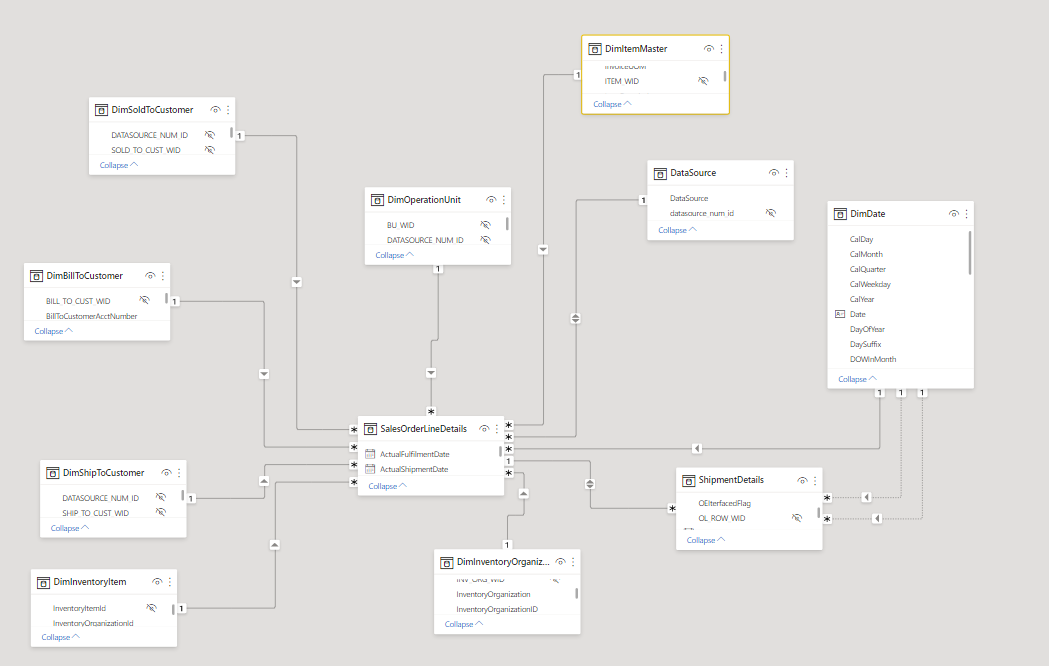 DimItemMaster
ITEM_WID
Collapse
1
DimSoldToCustomer
DATASOURCE_NUM_ID
SOLD_TO_CUST_WID
Collapse
1
DataSource
DataSource
datasource_num_id
Collapse
1
DimOperationUnit
BU_WID
DATASOURCE_NUM_ID
Collapse
1
DimDate
CalDay
CalMonth
CalQuarter
CalWeekday
CalYear
Date
DayOfYear
DaySuffix
DOWInMonth
Collapse
1 1 1
DimBillToCustomer
BILL_TO_CUST_WID
BillToCustomerAcctNumber
Collapse
1
*
SalesOrderLineDetails
ActualFulfilmentDate
ActualShipmentDate
Collapse
* * * *
* * * 1 *
DimShipToCustomer
DATASOURCE_NUM_ID
SHIP_TO_CUST_WID
Collapse
1
ShipmentDetails
OEIterfacedFlag
OL_ROW_WID
Collapse
* * *
DimInventoryOrganiz...
INV_ORG_WID
InventoryOrganization
InventoryOrganizationID
Collapse
1
DimInventoryItem
InventoryItemId
InventoryOrganizationId
Collapse
1